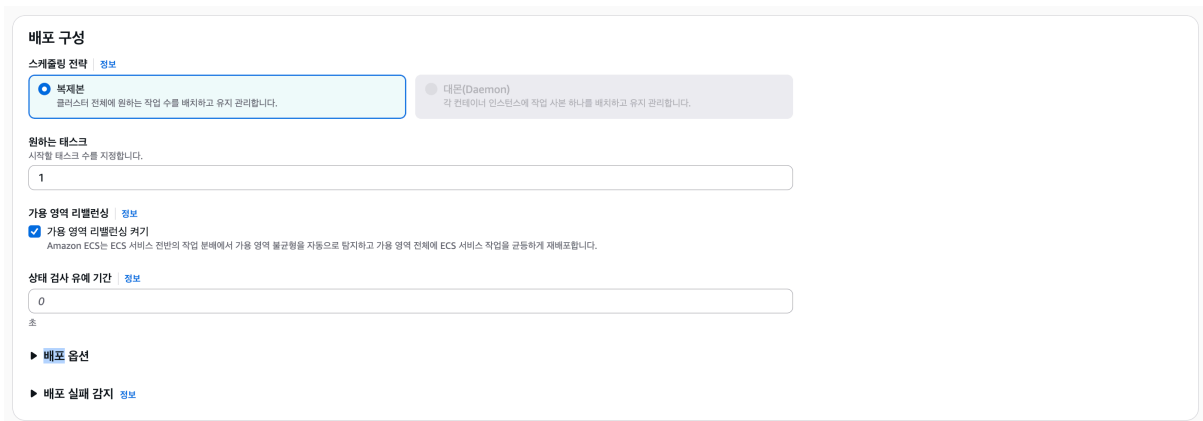 배포 구성
스케줄링 전략 정보
복제본
클러스터 전체에 원하는 작업 수를 배치하고 유지 관리합니다.
대몬(Daemon)
각 컨테이너 인스턴스에 작업 사본 하나를 배치하고 유지 관리합니다.
원하는 태스크
시작할 태스크 수를 지정합니다.
1
가용 영역 리밸런싱 정보
가용 영역 리밸런싱 켜기
Amazon ECS는 ECS 서비스 전반의 작업 분배에서 가용 영역 불균형을 자동으로 탐지하고 가용 영역 전체에 ECS 서비스 작업을 균등하게 재배포합니다.
상태 검사 유예 기간 정보
0
초
배포 옵션
배포 실패 감지 정보